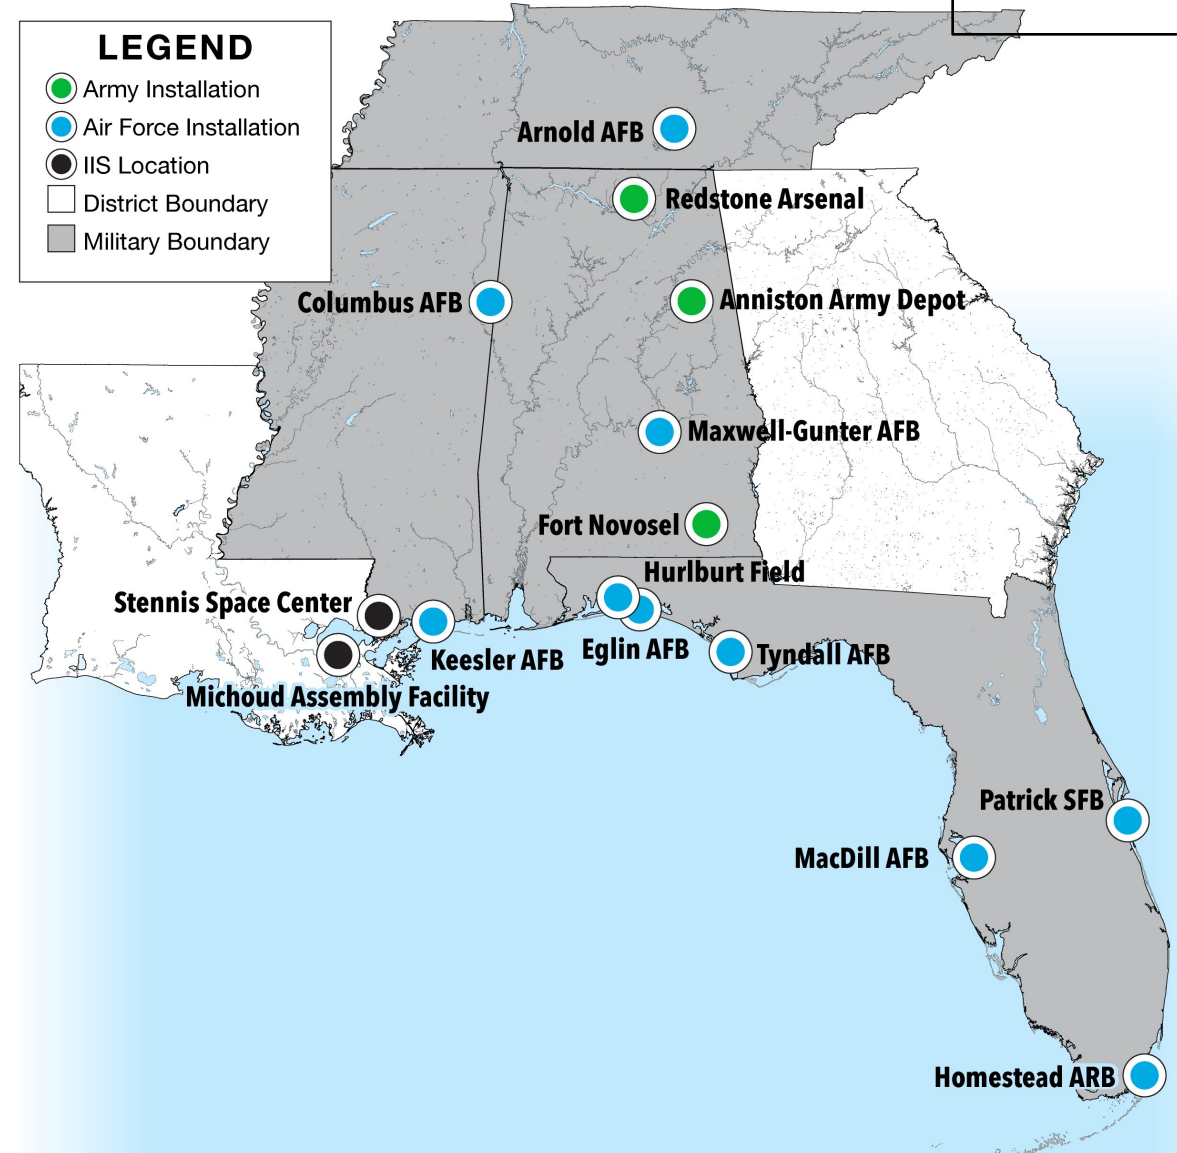 LEGEND
Army Installation
Air Force Installation
IIS Location
District Boundary
Military Boundary
Arnold AFB
Redstone Arsenal
Columbus AFB
Anniston Army Depot
Maxwell-Gunter AFB
Fort Novosel
Hurlburt Field
Stennis Space Center
Eglin AFB
Tyndall AFB
Keesler AFB
Michoud Assembly Facility
Patrick SFB
MacDill AFB
Homestead ARB